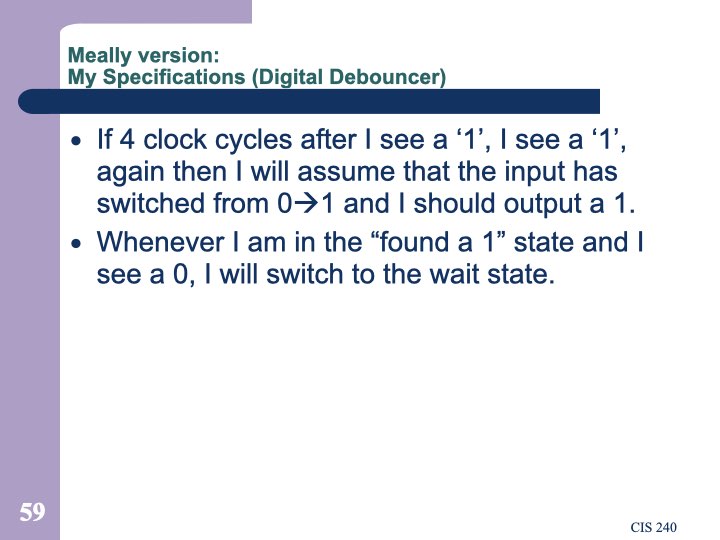 Meally version:
My Specifications (Digital Debouncer)
• If 4 clock cycles after I see a ‘1’, I see a ‘1’,
again then I will assume that the input has
switched from 0→1 and I should output a 1.
• Whenever I am in the “found a 1” state and I
see a 0, I will switch to the wait state.
59
CIS 240